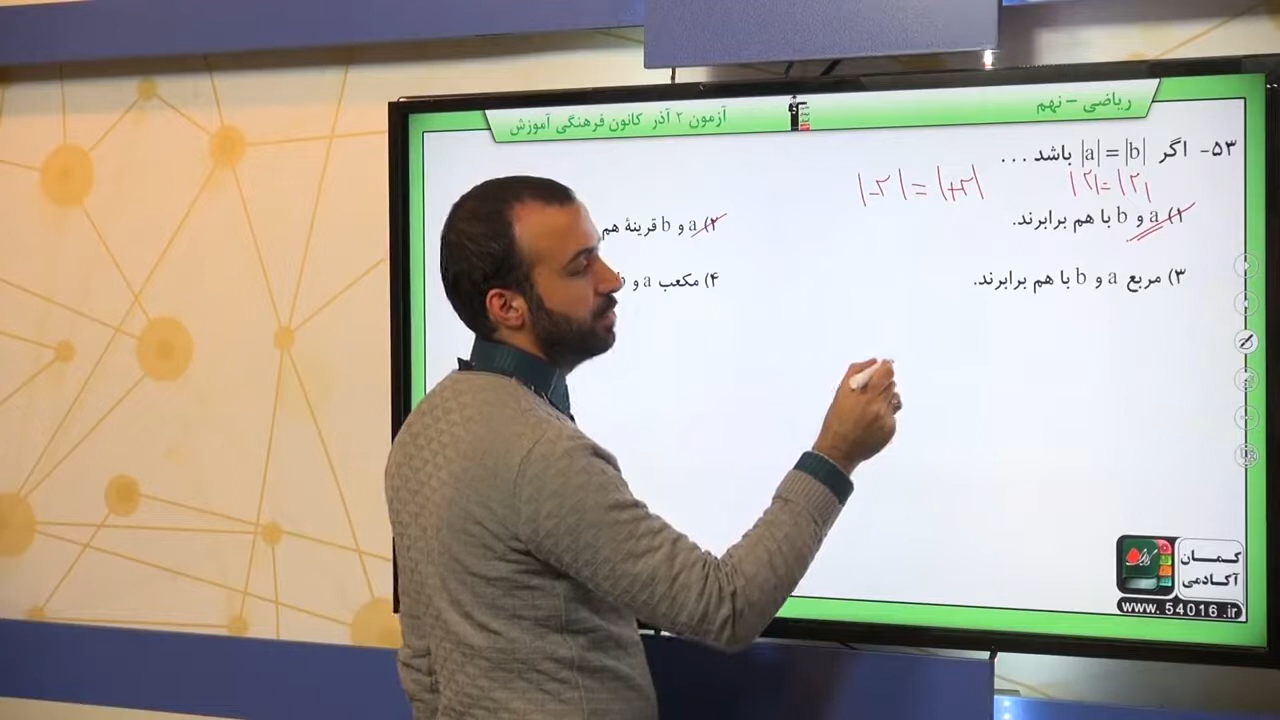 ریاضی – نهم
آزمون ۲ آذر کانون فرهنگی آموزش
۵۳- اگر |a| = |b| باشد ...
|-۲| = |+۲| |۲| = |۲|
۱) a و b با هم برابرند.
۲) a و b قرینهٔ هم
۳) مربع a و b با هم برابرند.
۴) مکعب a و b
کمان
آکادمی
www. 54016 .ir